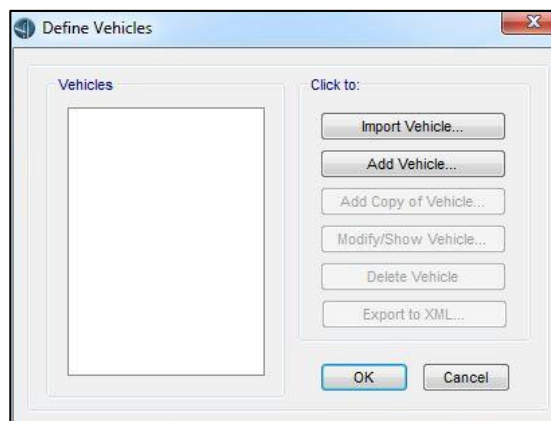 Define Vehicles
Vehicles
Click to:
Import Vehicle...
Add Vehicle...
Add Copy of Vehicle...
Modify/Show Vehicle...
Delete Vehicle
Export to XML...
OK
Cancel